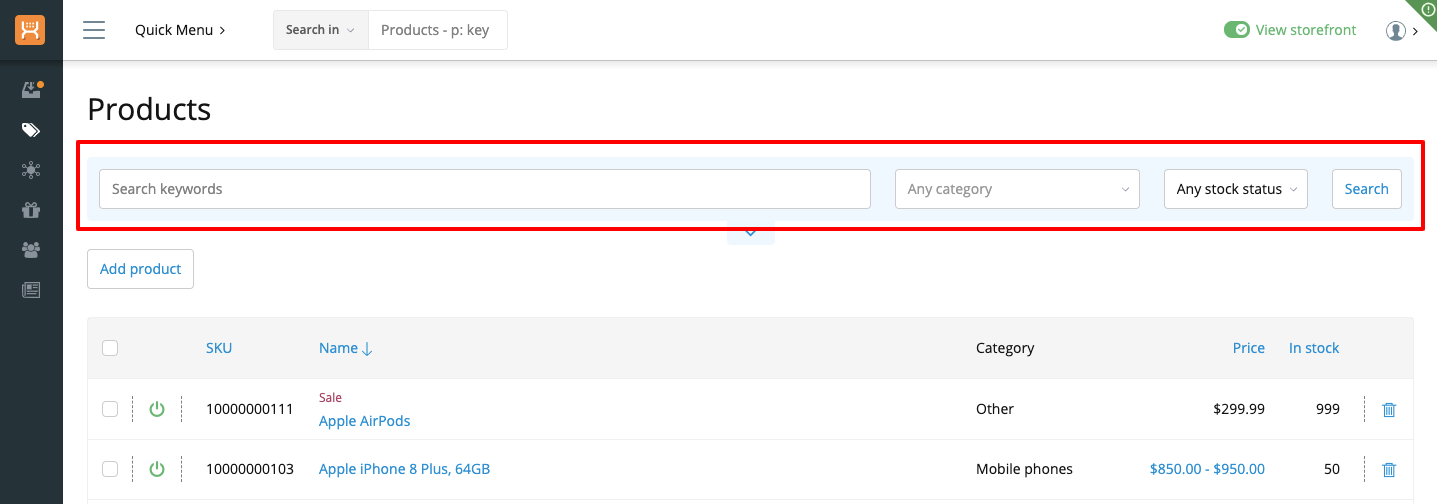 Quick Menu
Search in
Products - p: key
View storefront
Products
Search keywords
Any category
Any stock status
Search
Add product
SKU Name Category Price In stock
Sale
10000000111 Apple AirPods Other $299.99 999
10000000103 Apple iPhone 8 Plus, 64GB Mobile phones $850.00 - $950.00 50